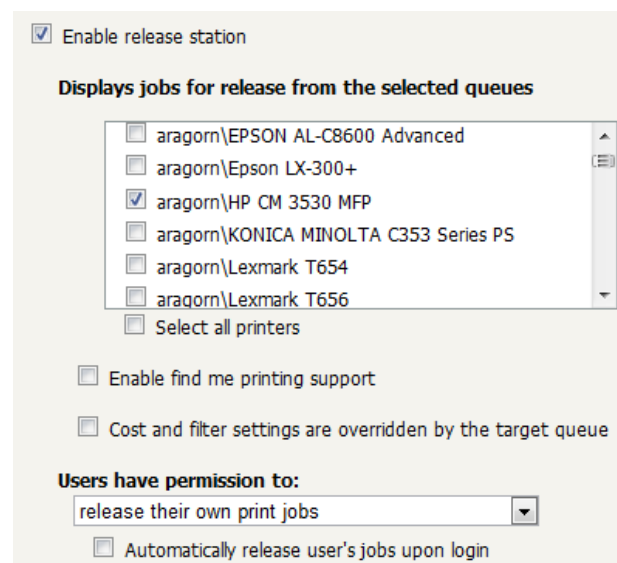 Enable release station
Displays jobs for release from the selected queues
aragorn\EPSON AL-C8600 Advanced
aragorn\Epson LX-300+
aragorn\HP CM 3530 MFP
aragorn\KONICA MINOLTA C353 Series PS
aragorn\Lexmark T654
aragorn\Lexmark T656
Select all printers
Enable find me printing support
Cost and filter settings are overridden by the target queue
Users have permission to:
release their own print jobs
Automatically release user's jobs upon login